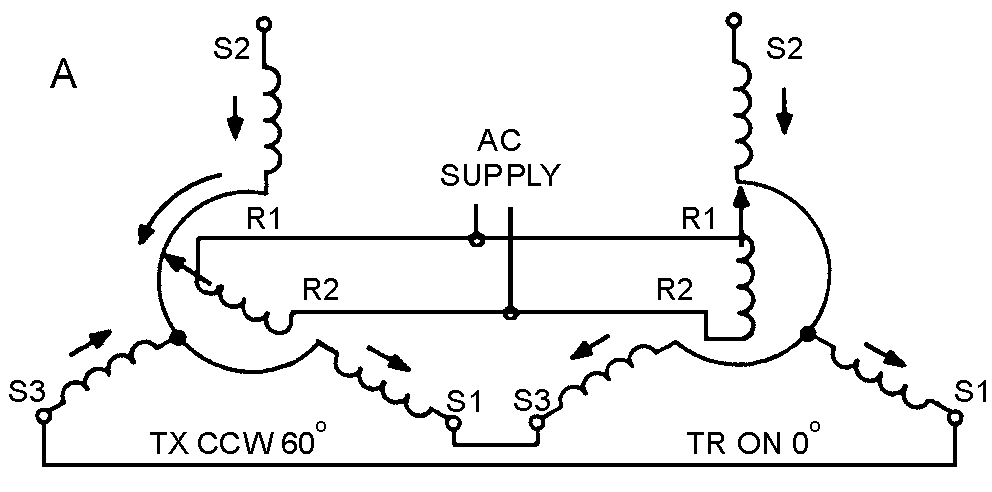 A
S2
S2
AC
SUPPLY
R1
R1
R2
R2
S3
S1
S3
S1
TX CCW 60°
TR ON 0°